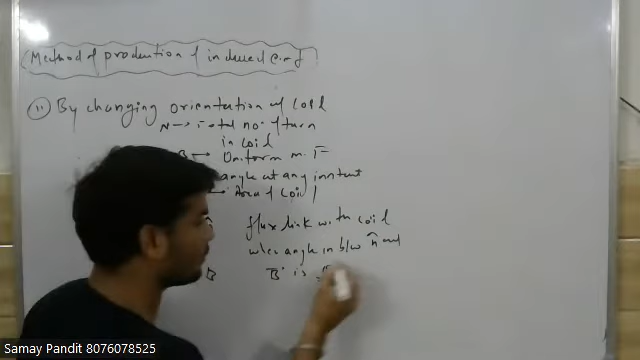 Method of production of induced e.m.f
(ii) By changing orientation of coil
N → Total no. of turn
in coil
B → Uniform m.F
angle at any instant
→ Area of coil
flux link with coil
when angle in b/w n̂ and
B B⃗ is
Samay Pandit 8076078525